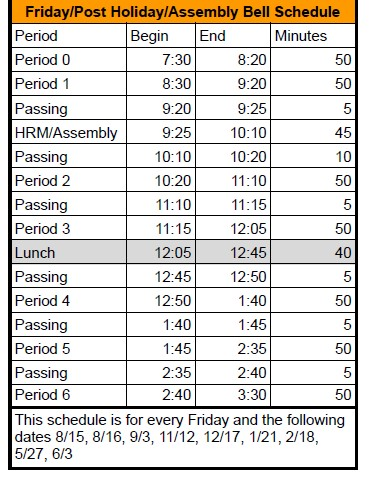 Friday/Post Holiday/Assembly Bell Schedule
Period Begin End Minutes
Period 0 7:30 8:20 50
Period 1 8:30 9:20 50
Passing 9:20 9:25 5
HRM/Assembly 9:25 10:10 45
Passing 10:10 10:20 10
Period 2 10:20 11:10 50
Passing 11:10 11:15 5
Period 3 11:15 12:05 50
Lunch 12:05 12:45 40
Passing 12:45 12:50 5
Period 4 12:50 1:40 50
Passing 1:40 1:45 5
Period 5 1:45 2:35 50
Passing 2:35 2:40 5
Period 6 2:40 3:30 50
This schedule is for every Friday and the following
dates 8/15, 8/16, 9/3, 11/12, 12/17, 1/21, 2/18,
5/27, 6/3